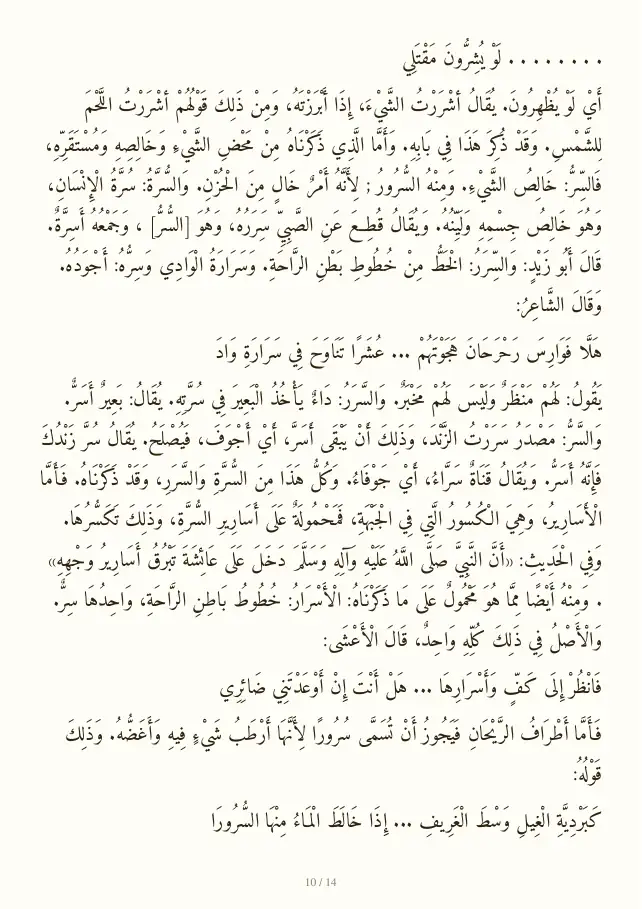 . . . . . . . . لَوْ يُشِرُّونَ مَقْتَلِي
أَيْ لَوْ يُظْهِرُونَ. يُقَالُ أَشْرَرْتُ الشَّيْءَ، إِذَا أَبْرَزْتَهُ، وَمِنْ ذَلِكَ قَوْلُهُمْ أَشْرَرْتُ اللَّحْمَ
لِلشَّمْسِ. وَقَدْ ذُكِرَ هَذَا فِي بَابِهِ. وَأَمَّا الَّذِي ذَكَرْنَاهُ مِنْ مَحْضِ الشَّيْءِ وَخَالِصِهِ وَمُسْتَقَرِّهِ،
فَالسِّرُّ: خَالِصُ الشَّيْءِ. وَمِنْهُ السُّرُورُ ; لِأَنَّهُ أَمْرٌ خَالٍ مِنَ الْحُزْنِ. وَالسُّرَّةُ: سُرَّةُ الْإِنْسَانِ،
وَهُوَ خَالِصُ جِسْمِهِ وَلَيِّنُهُ. وَيُقَالُ قُطِعَ عَنِ الصَّبِيِّ سَرَرُهُ، وَهُوَ [السُّرُّ] ، وَجَمْعُهُ أَسِرَّةٌ.
قَالَ أَبُو زَيْدٍ: وَالسِّرَرُ: الْخَطُّ مِنْ خُطُوطِ بَطْنِ الرَّاحَةِ. وَسَرَارَةُ الْوَادِي وَسِرُّهُ: أَجْوَدُهُ.
وَقَالَ الشَّاعِرُ:
هَلَّا فَوَارِسَ رَحْرَحَانَ هَجَوْتَهُمْ ... عُشَرًا تَنَاوَحَ فِي سَرَارَةِ وَادَ
يَقُولُ: لَهُمْ مَنْظَرٌ وَلَيْسَ لَهُمْ مَخْبَرٌ. وَالسَّرَرُ: دَاءٌ يَأْخُذُ الْبَعِيرَ فِي سُرَّتِهِ. يُقَالُ: بَعِيرٌ أَسَرُّ.
وَالسَّرُّ: مَصْدَرُ سَرَرْتُ الزَّنْدَ، وَذَلِكَ أَنْ يَبْقَى أَسَرَّ، أَيْ أَجْوَفَ، فَيُصْلَحُ. يُقَالُ سُرَّ زَنْدُكَ
فَإِنَّهُ أَسَرُّ. وَيُقَالُ قَنَاةٌ سَرَّاءُ، أَيْ جَوْفَاءُ. وَكُلُّ هَذَا مِنَ السُّرَّةِ وَالسَّرَرِ، وَقَدْ ذَكَرْنَاهُ. فَأَمَّا
الْأَسَارِيرُ، وَهِيَ الْكُسُورُ الَّتِي فِي الْجَبْهَةِ، فَمَحْمُولَةٌ عَلَى أَسَارِيرِ السُّرَّةِ، وَذَلِكَ تَكَسُّرُهَا.
وَفِي الْحَدِيثِ: «أَنَّ النَّبِيَّ صَلَّى اللَّهُ عَلَيْهِ وَآلِهِ وَسَلَّمَ دَخَلَ عَلَى عَائِشَةَ تَبْرُقُ أَسَارِيرُ وَجْهِهِ»
. وَمِنْهُ أَيْضًا مِمَّا هُوَ مَحْمُولٌ عَلَى مَا ذَكَرْنَاهُ: الْأَسْرَارُ: خُطُوطُ بَاطِنِ الرَّاحَةِ، وَاحِدُهَا سِرٌّ.
وَالْأَصْلُ فِي ذَلِكَ كُلِّهِ وَاحِدٌ، قَالَ الْأَعْشَى:
فَانْظُرْ إِلَى كَفٍّ وَأَسْرَارِهَا ... هَلْ أَنْتَ إِنْ أَوْعَدْتَنِي ضَائِرِي
فَأَمَّا أَطْرَافُ الرَّيْحَانِ فَيَجُوزُ أَنْ تُسَمَّى سُرُورًا لِأَنَّهَا أَرْطَبُ شَيْءٍ فِيهِ وَأَغَضُّهُ. وَذَلِكَ
قَوْلُهُ:
كَبَرْدِيَّةِ الْغِيلِ وَسْطَ الْغَرِيفِ ... إِذَا خَالَطَ الْمَاءُ مِنْهَا السُّرُورَا
10 / 14